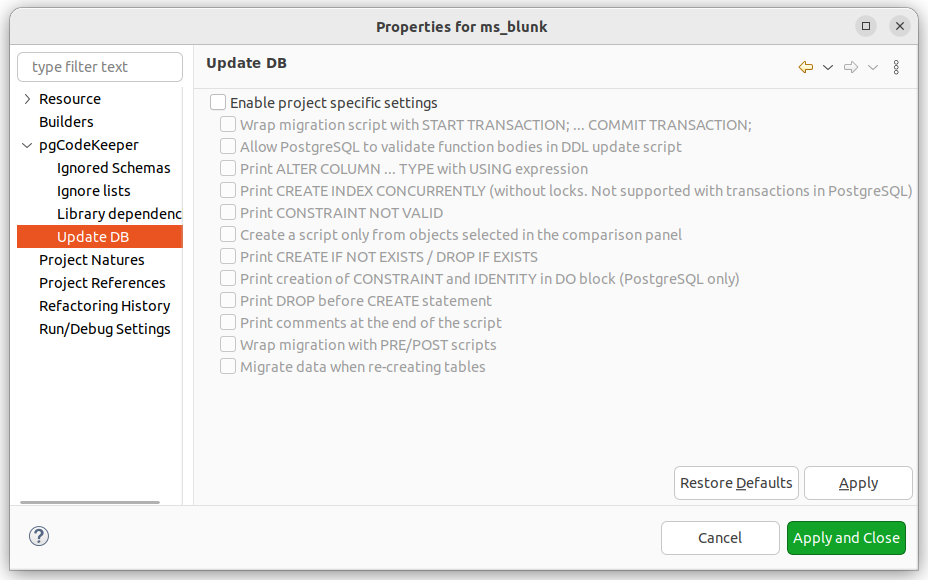 Properties for ms_blunk
type filter text
Resource
Builders
pgCodeKeeper
Ignored Schemas
Ignore lists
Library dependenc
Update DB
Project Natures
Project References
Refactoring History
Run/Debug Settings
Update DB
Enable project specific settings
Wrap migration script with START TRANSACTION; ... COMMIT TRANSACTION;
Allow PostgreSQL to validate function bodies in DDL update script
Print ALTER COLUMN ... TYPE with USING expression
Print CREATE INDEX CONCURRENTLY (without locks. Not supported with transactions in PostgreSQL)
Print CONSTRAINT NOT VALID
Create a script only from objects selected in the comparison panel
Print CREATE IF NOT EXISTS / DROP IF EXISTS
Print creation of CONSTRAINT and IDENTITY in DO block (PostgreSQL only)
Print DROP before CREATE statement
Print comments at the end of the script
Wrap migration with PRE/POST scripts
Migrate data when re-creating tables
Restore Defaults
Apply
?
Cancel
Apply and Close